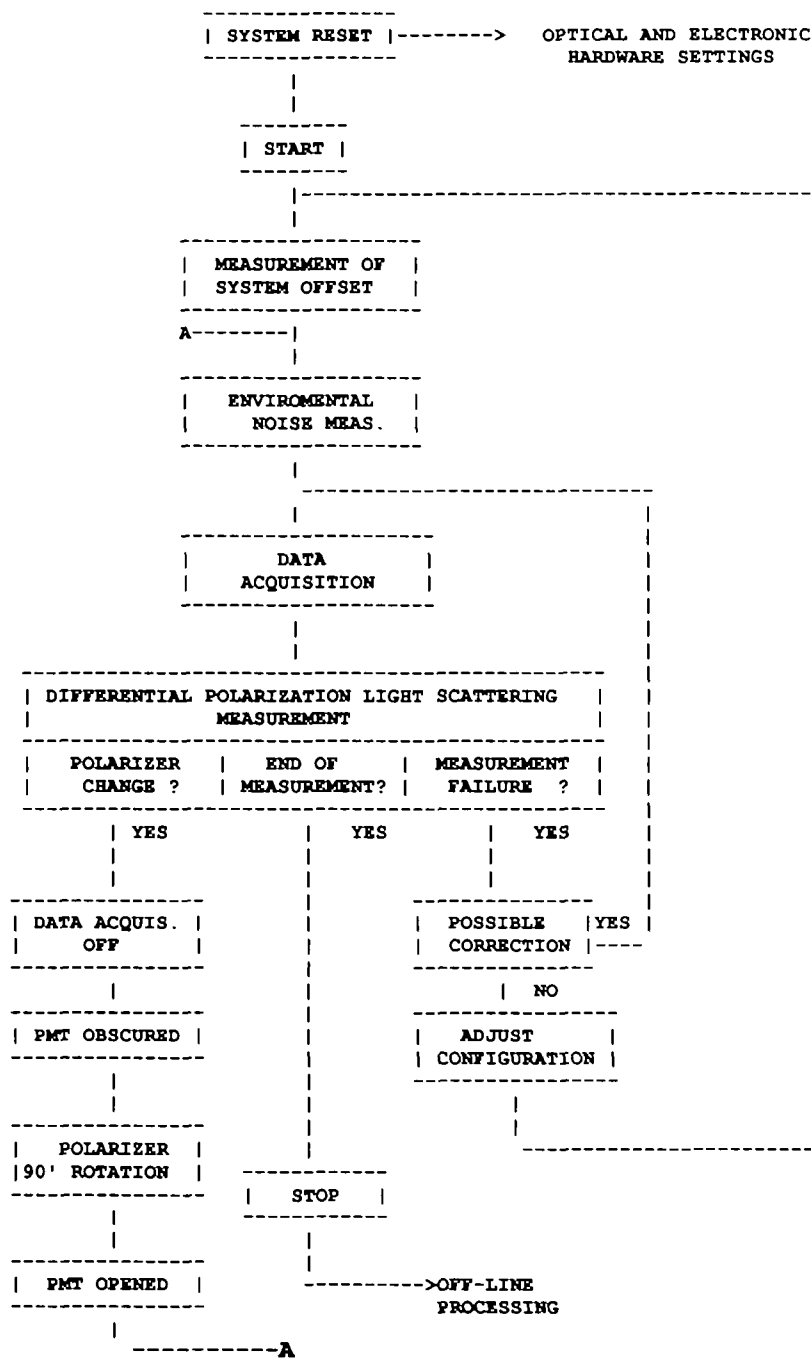 SYSTEM RESET
OPTICAL AND ELECTRONIC
HARDWARE SETTINGS
START
MEASUREMENT OF
SYSTEM OFFSET
A
ENVIROMENTAL
NOISE MEAS.
DATA
ACQUISITION
DIFFERENTIAL POLARIZATION LIGHT SCATTERING
MEASUREMENT
POLARIZER
CHANGE ?
END OF
MEASUREMENT?
MEASUREMENT
FAILURE ?
YES
YES
YES
DATA ACQUIS.
OFF
POSSIBLE
CORRECTION
YES
NO
PMT OBSCURED
ADJUST
CONFIGURATION
POLARIZER
90' ROTATION
STOP
PMT OPENED
OFF-LINE
PROCESSING
A